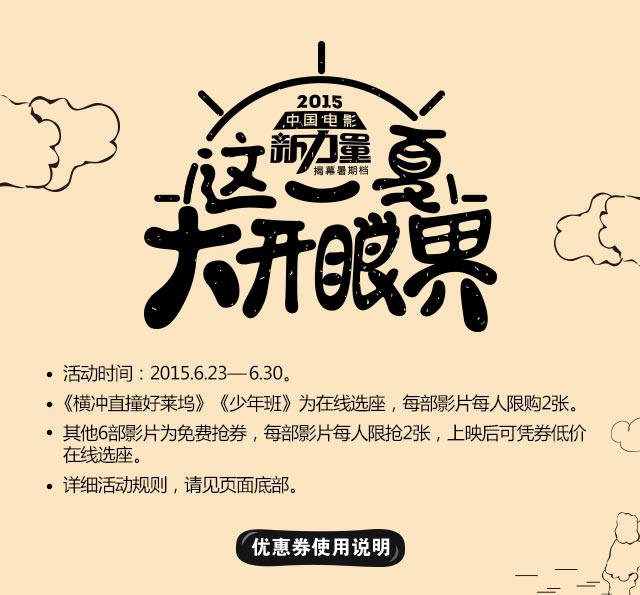 2015
中国电影
新力量
揭幕暑期档
这一夏
大开眼界
• 活动时间：2015.6.23—6.30。
• 《横冲直撞好莱坞》《少年班》为在线选座，每部影片每人限购2张。
• 其他6部影片为免费抢券，每部影片每人限抢2张，上映后可凭券低价
在线选座。
• 详细活动规则，请见页面底部。
优惠券使用说明